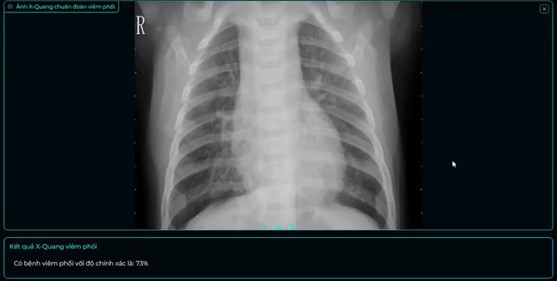 Ảnh X-Quang chuẩn đoán viêm phổi
R
Kết quả X-Quang viêm phổi
Có bệnh viêm phổi với độ chính xác là: 73%